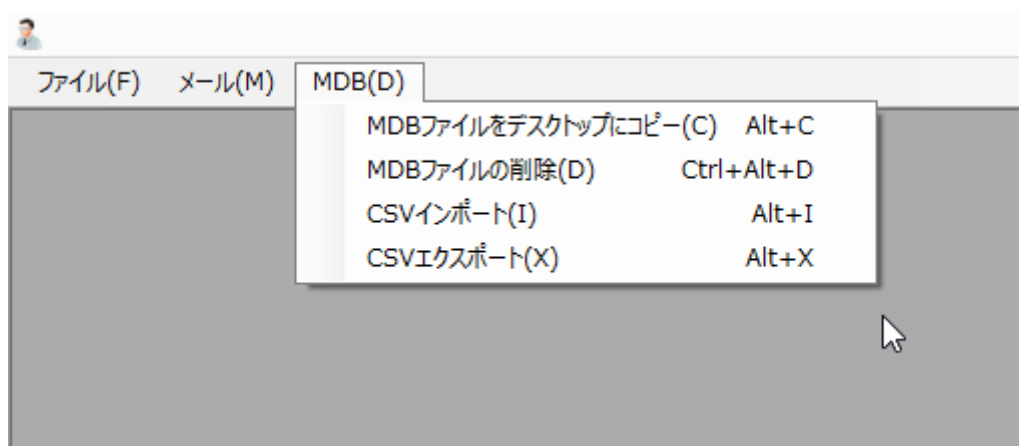 ファイル(F) メール(M) MDB(D)
MDBファイルをデスクトップにコピー(C) Alt+C
MDBファイルの削除(D) Ctrl+Alt+D
CSVインポート(I) Alt+I
CSVエクスポート(X) Alt+X